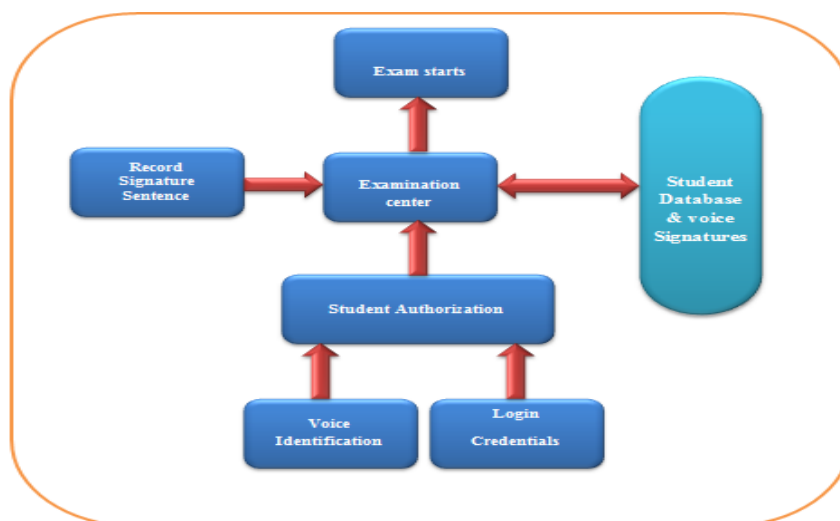 Exam starts
Record
Signature
Sentence
Examination
center
Student
Database
& voice
Signatures
Student Authorization
Voice
Identification
Login
Credentials